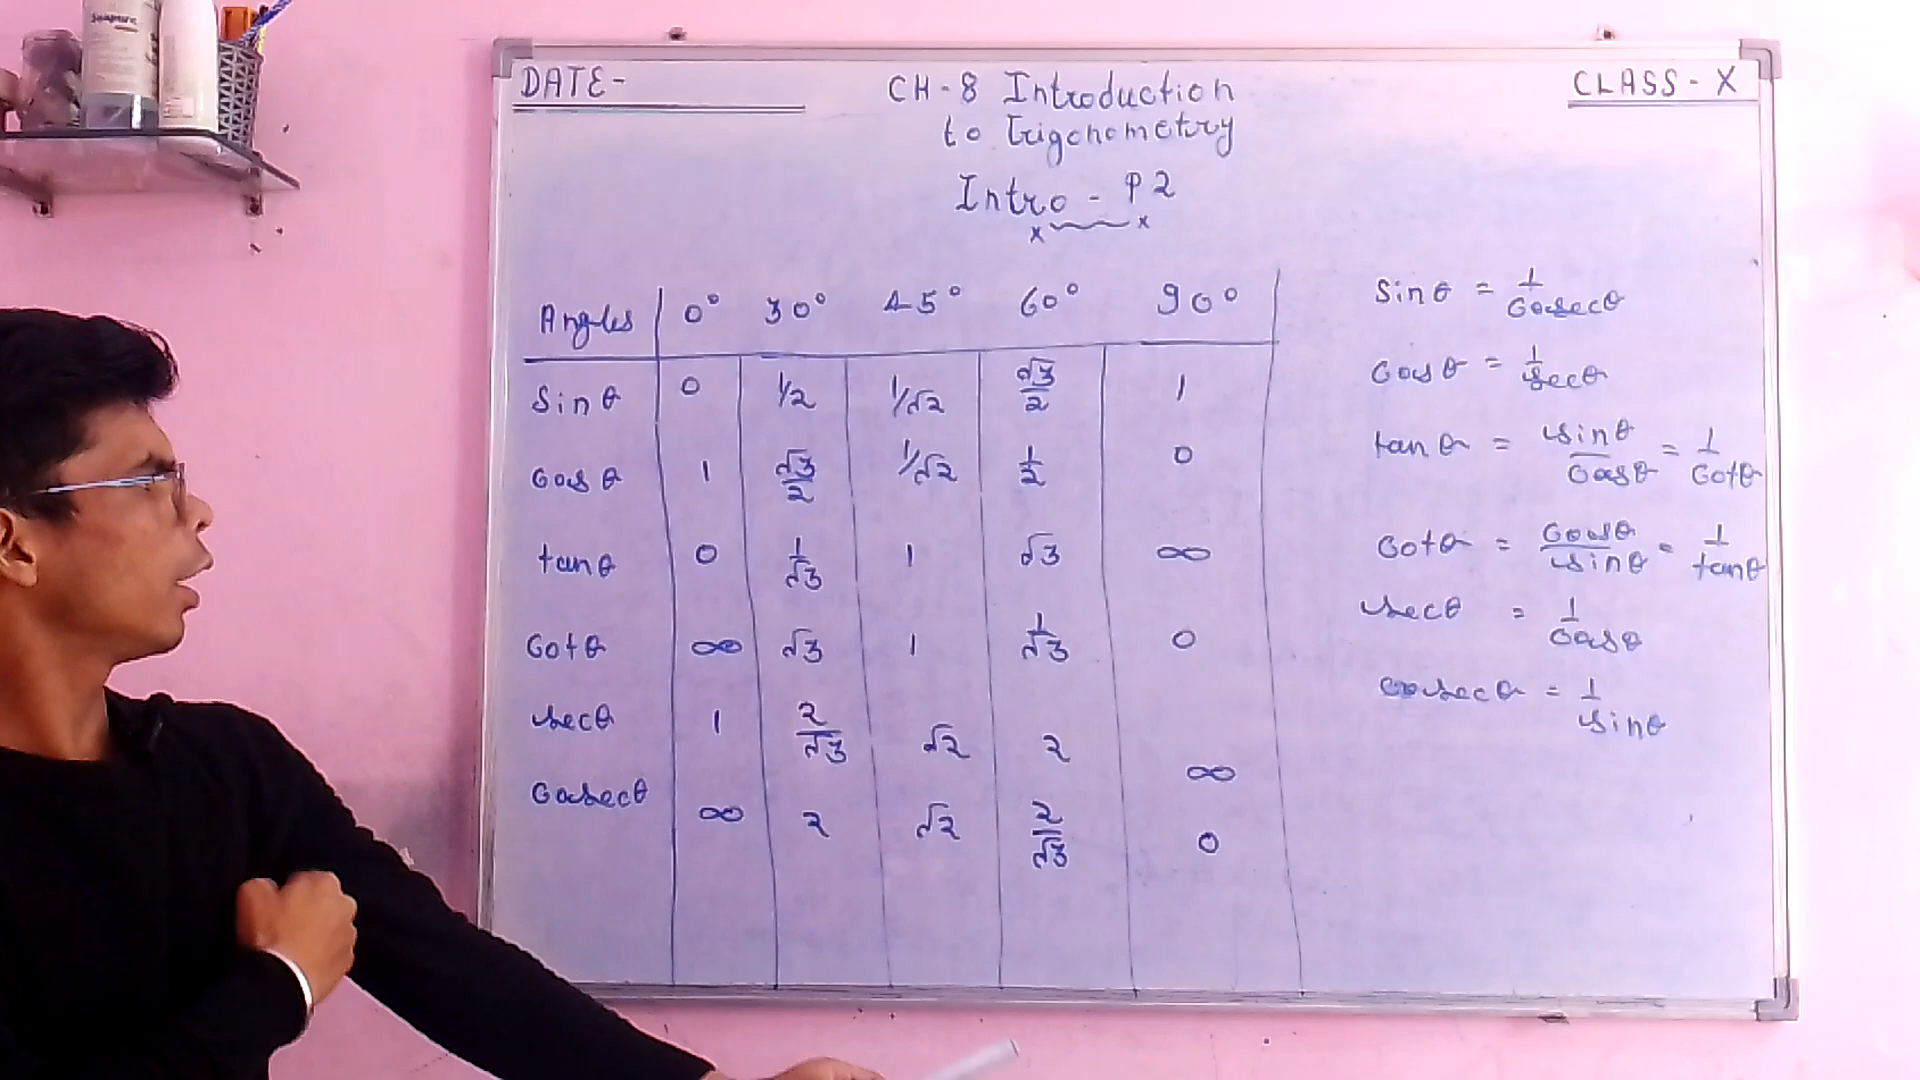 DATE-
CH-8 Introduction
to Trigonometry
CLASS-X
Intro - P2
Angles 0° 30° 45° 60° 90°
Sinθ 0 1/2 1/√2 √3/2 1
Cosθ 1 √3/2 1/√2 1/2 0
tanθ 0 1/√3 1 √3 ∞
Cotθ ∞ √3 1 1/√3 0
Secθ 1 2/√3 √2 2 ∞
Cosecθ ∞ 2 √2 2/√3 0
Sinθ = 1/Cosecθ
Cosθ = 1/Secθ
tanθ = Sinθ/Cosθ = 1/Cotθ
Cotθ = Cosθ/Sinθ = 1/tanθ
Secθ = 1/Cosθ
Cosecθ = 1/Sinθ